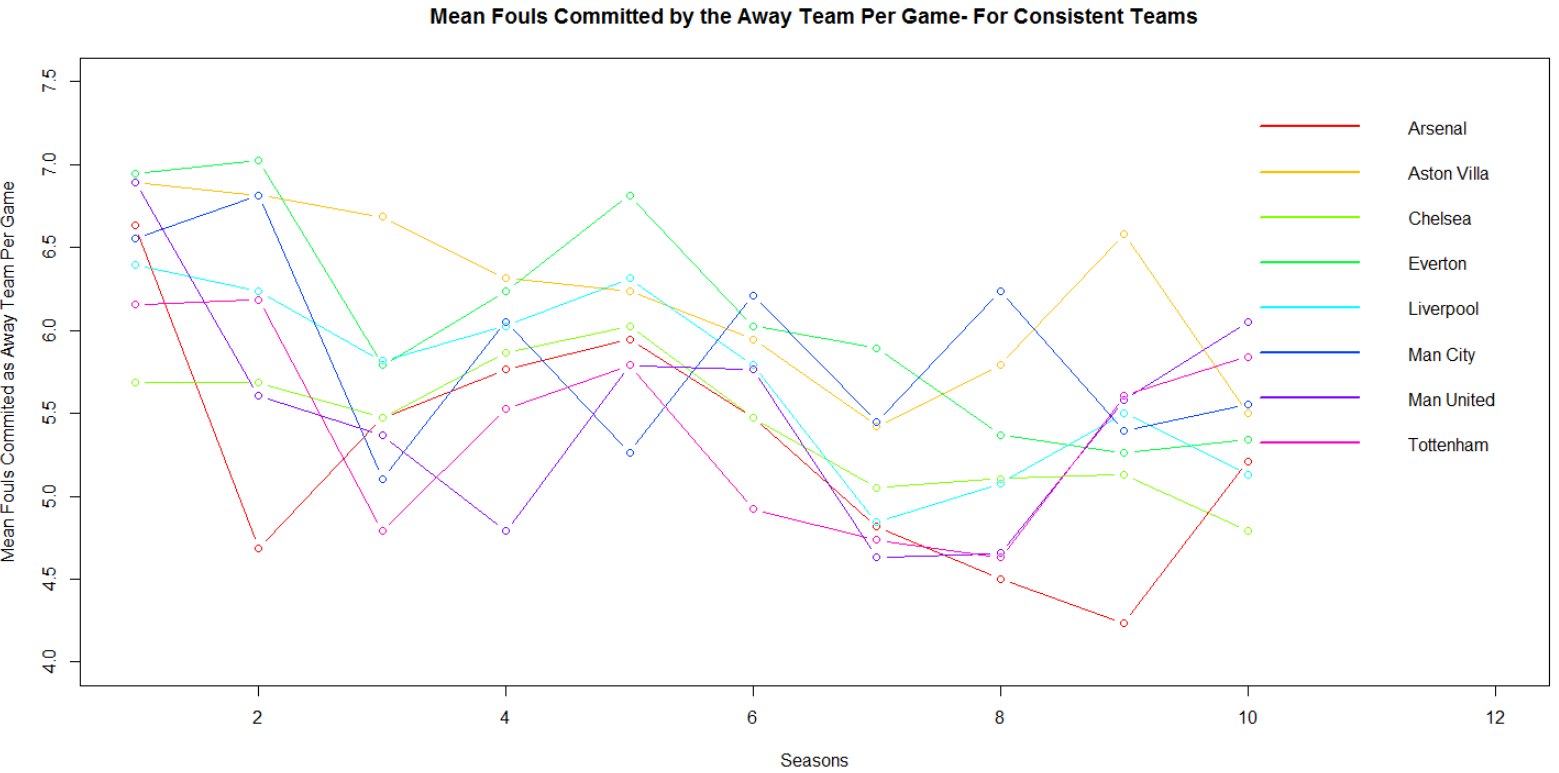 Mean Fouls Committed by the Away Team Per Game- For Consistent Teams
Mean Fouls Commited as Away Team Per Game
7.5
7.0
6.5
6.0
5.5
5.0
4.5
4.0
Arsenal
Aston Villa
Chelsea
Everton
Liverpool
Man City
Man United
Tottenham
2 4 6 8 10 12
Seasons